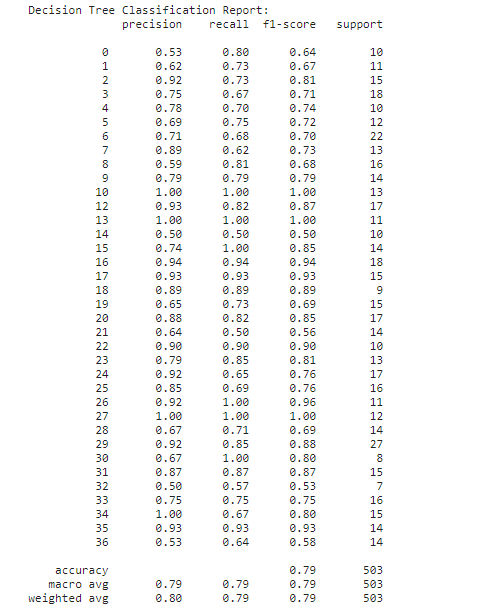 Decision Tree Classification Report:
precision recall f1-score support
0 0.53 0.80 0.64 10
1 0.62 0.73 0.67 11
2 0.92 0.73 0.81 15
3 0.75 0.67 0.71 18
4 0.78 0.70 0.74 10
5 0.69 0.75 0.72 12
6 0.71 0.68 0.70 22
7 0.89 0.62 0.73 13
8 0.59 0.81 0.68 16
9 0.79 0.79 0.79 14
10 1.00 1.00 1.00 13
12 0.93 0.82 0.87 17
13 1.00 1.00 1.00 11
14 0.50 0.50 0.50 10
15 0.74 1.00 0.85 14
16 0.94 0.94 0.94 18
17 0.93 0.93 0.93 15
18 0.89 0.89 0.89 9
19 0.65 0.73 0.69 15
20 0.88 0.82 0.85 17
21 0.64 0.50 0.56 14
22 0.90 0.90 0.90 10
23 0.79 0.85 0.81 13
24 0.92 0.65 0.76 17
25 0.85 0.69 0.76 16
26 0.92 1.00 0.96 11
27 1.00 1.00 1.00 12
28 0.67 0.71 0.69 14
29 0.92 0.85 0.88 27
30 0.67 1.00 0.80 8
31 0.87 0.87 0.87 15
32 0.50 0.57 0.53 7
33 0.75 0.75 0.75 16
34 1.00 0.67 0.80 15
35 0.93 0.93 0.93 14
36 0.53 0.64 0.58 14
accuracy 0.79 503
macro avg 0.79 0.79 0.79 503
weighted avg 0.80 0.79 0.79 503